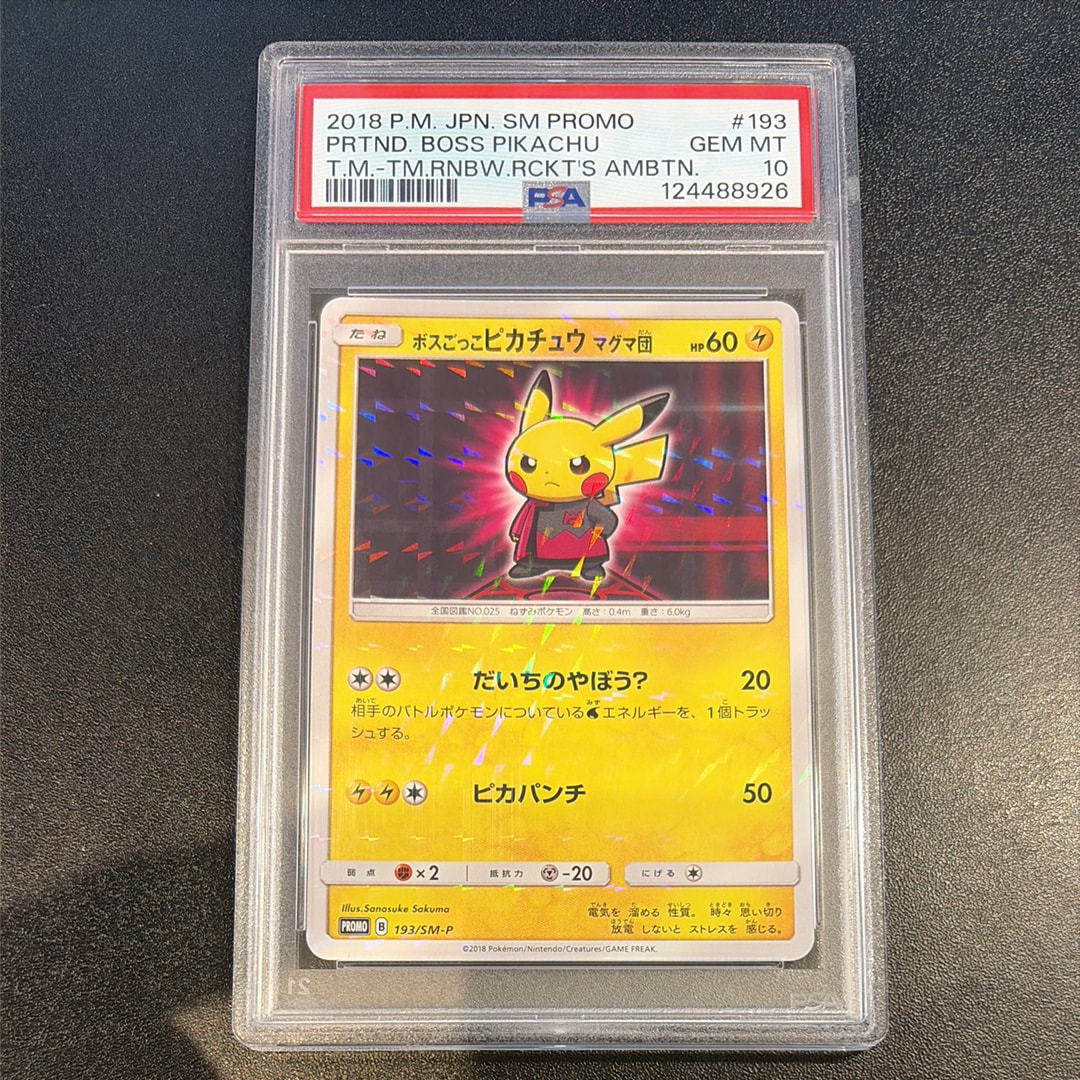 2018 P.M. JPN. SM PROMO #193
PRTND. BOSS PIKACHU GEM MT
T.M.-TM.RNBW.RCKT'S AMBTN. 10
PSA 124488926
たね ボスごっこピカチュウ マグマ団 HP60
全国図鑑NO.025 ねずみポケモン 高さ:0.4m 重さ:6.0kg
だいちのやぼう? 20
相手のバトルポケモンについているエネルギーを、1個トラッ
シュする。
ピカパンチ 50
弱点 ×2 抵抗力 -20 にげる
Illus.Sanosuke Sakuma
電気を 溜める 性質。 時々 思い切り
放電 しないと ストレスを 感じる。
PROMO B 193/SM-P
©2018 Pokémon/Nintendo/Creatures/GAME FREAK.
21 PSA